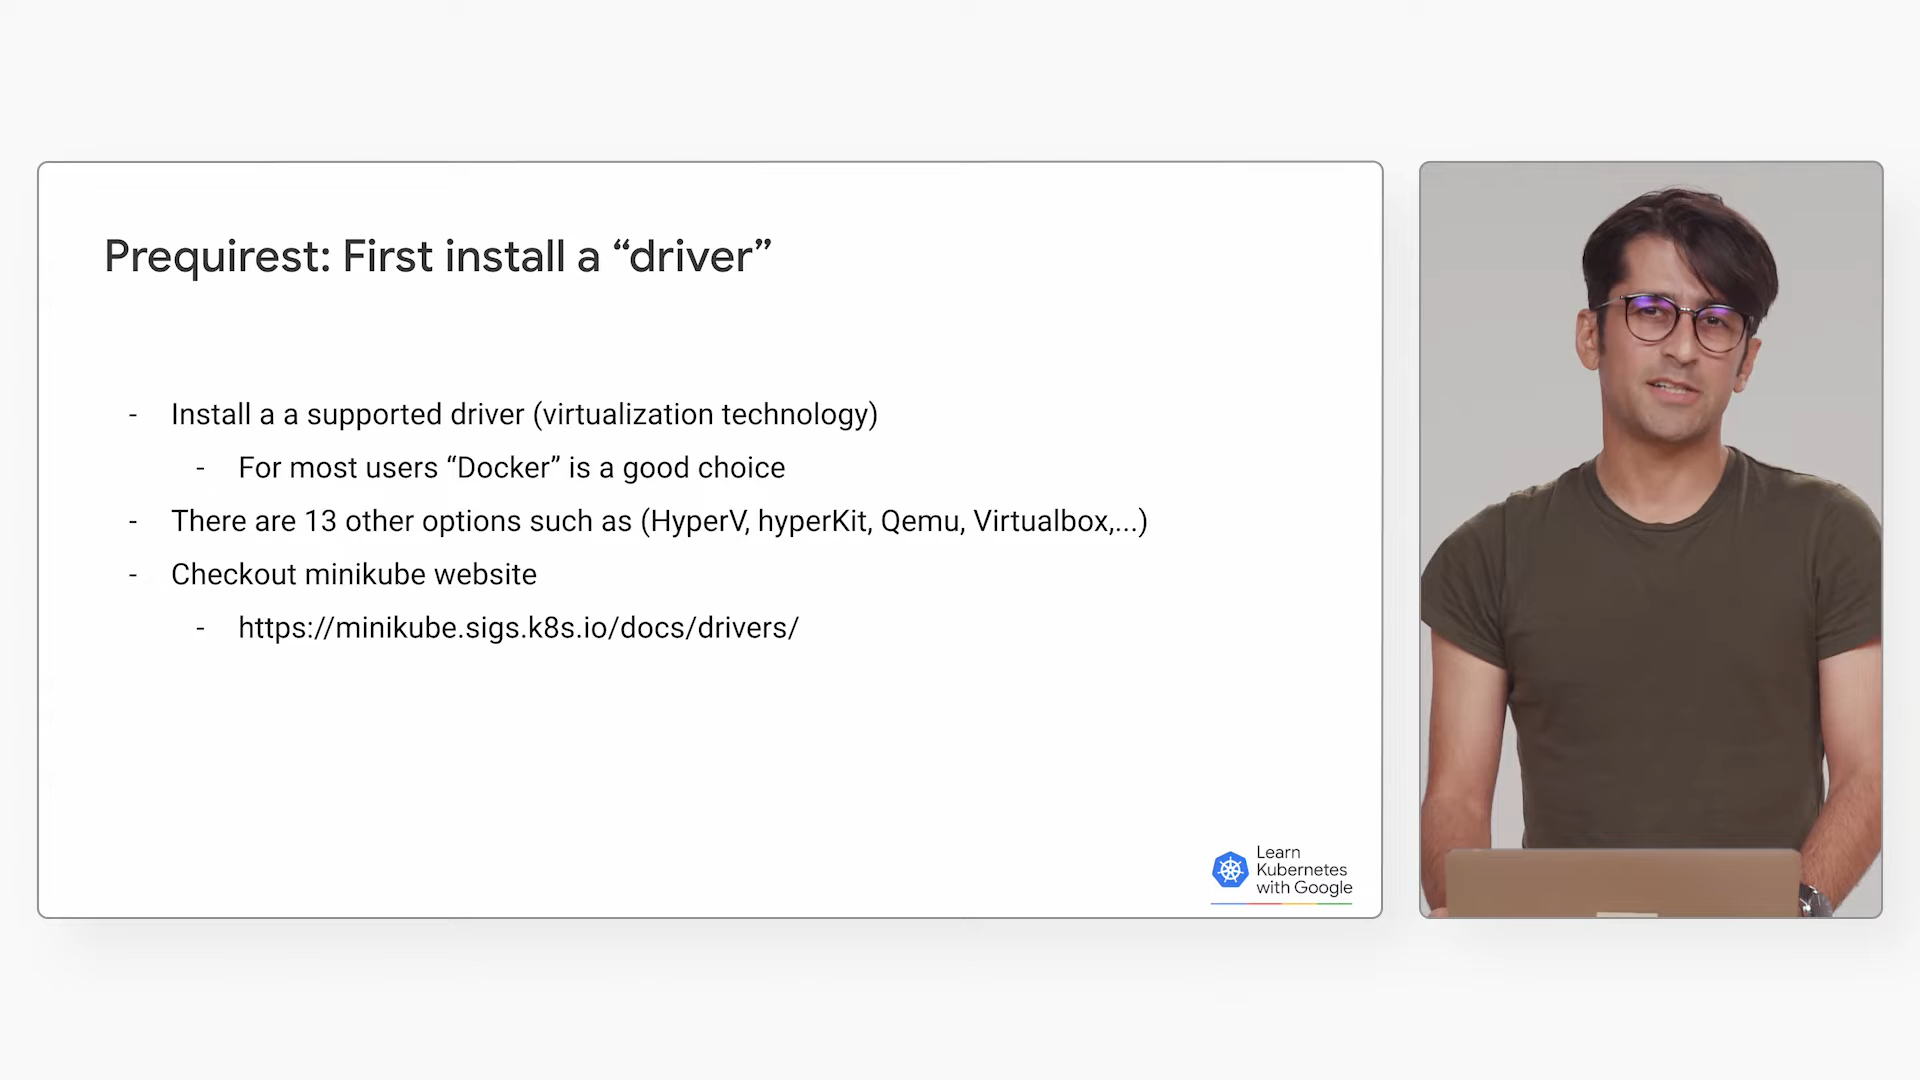 Prequirest: First install a “driver”
- Install a a supported driver (virtualization technology)
- For most users “Docker” is a good choice
- There are 13 other options such as (HyperV, hyperKit, Qemu, Virtualbox,...)
- Checkout minikube website
- https://minikube.sigs.k8s.io/docs/drivers/
Learn
Kubernetes
with Google